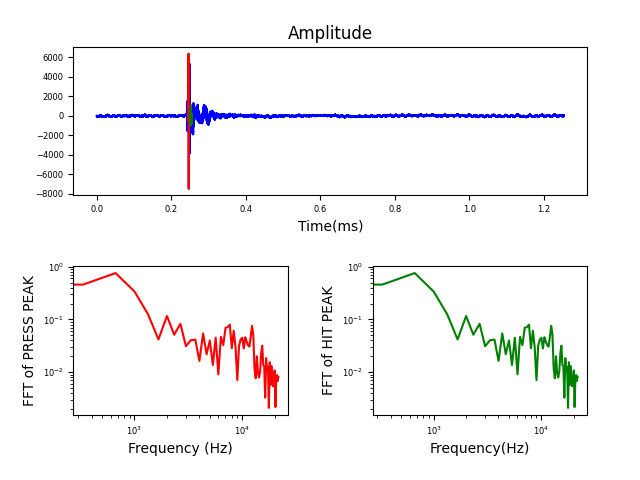 Amplitude
6000
4000
2000
0
−2000
−4000
−6000
−8000
0.0 0.2 0.4 0.6 0.8 1.0 1.2
Time(ms)
FFT of PRESS PEAK
10⁰
10⁻¹
10⁻²
10³ 10⁴
Frequency (Hz)
FFT of HIT PEAK
10⁰
10⁻¹
10⁻²
10³ 10⁴
Frequency(Hz)